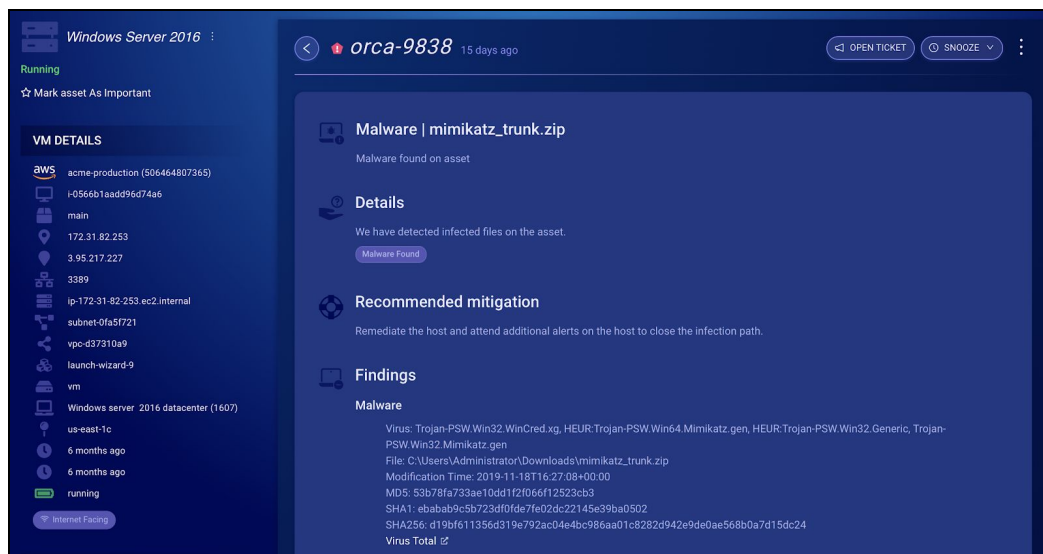 Windows Server 2016
Running
Mark asset As Important
VM DETAILS
aws acme-production (506464807365)
i-0566b1aadd96d74a6
main
172.31.82.253
3.95.217.227
3389
ip-172-31-82-253.ec2.internal
subnet-0fa5f721
vpc-d37310a9
launch-wizard-9
vm
Windows server 2016 datacenter (1607)
us-east-1c
6 months ago
6 months ago
running
Internet Facing
orca-9838 15 days ago
OPEN TICKET
SNOOZE
Malware | mimikatz_trunk.zip
Malware found on asset
Details
We have detected infected files on the asset.
Malware Found
Recommended mitigation
Remediate the host and attend additional alerts on the host to close the infection path.
Findings
Malware
Virus: Trojan-PSW.Win32.WinCred.xg, HEUR:Trojan-PSW.Win64.Mimikatz.gen, HEUR:Trojan-PSW.Win32.Generic, Trojan-
PSW.Win32.Mimikatz.gen
File: C:\Users\Administrator\Downloads\mimikatz_trunk.zip
Modification Time: 2019-11-18T16:27:08+00:00
MD5: 53b78fa733ae10dd1f2f066f12523cb3
SHA1: ebabab9c5b723df0fde7fe02dc22145e39ba0502
SHA256: d19bf611356d319e792ac04e4bc986aa01c8282d942e9de0ae568b0a7d15dc24
Virus Total